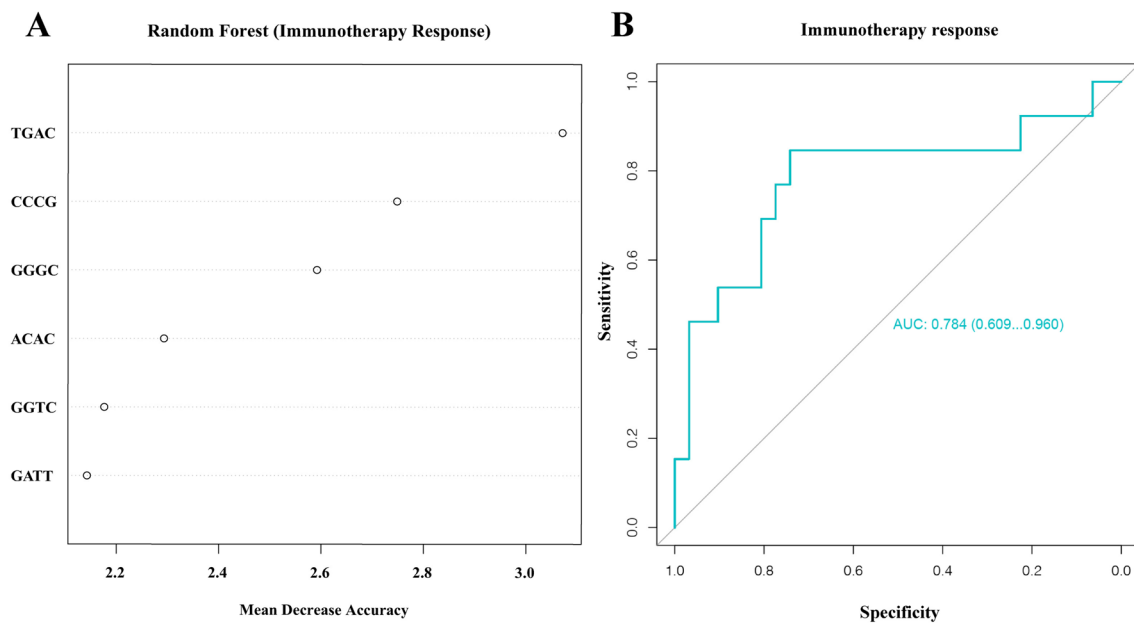 A
Random Forest (Immunotherapy Response)
TGAC
CCCG
GGGC
ACAC
GGTC
GATT
2.2 2.4 2.6 2.8 3.0
Mean Decrease Accuracy
B
Immunotherapy response
1.0
0.8
0.6
0.4
0.2
0.0
Sensitivity
AUC: 0.784 (0.609...0.960)
1.0 0.8 0.6 0.4 0.2 0.0
Specificity